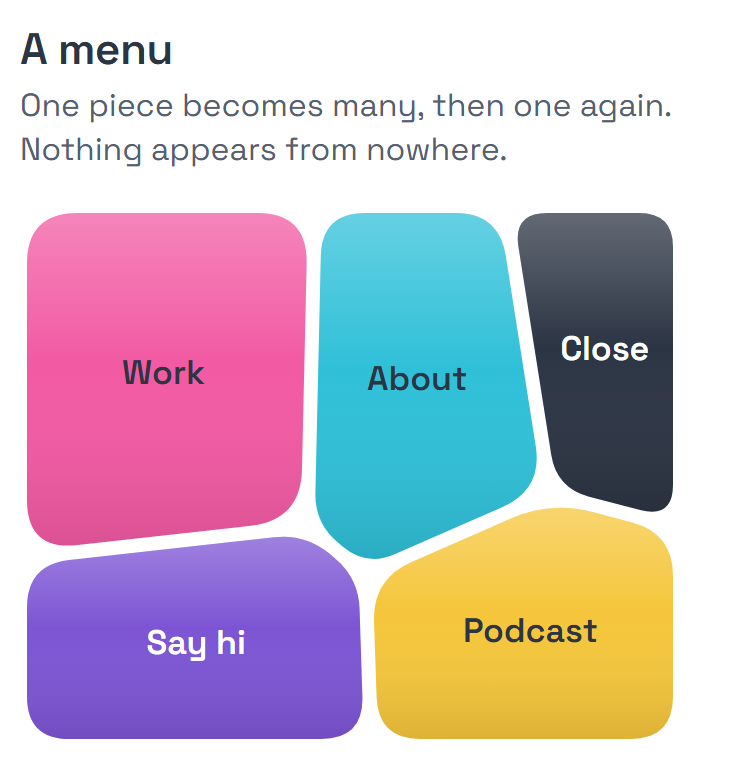 A menu
One piece becomes many, then one again.
Nothing appears from nowhere.
Work
About
Close
Say hi
Podcast